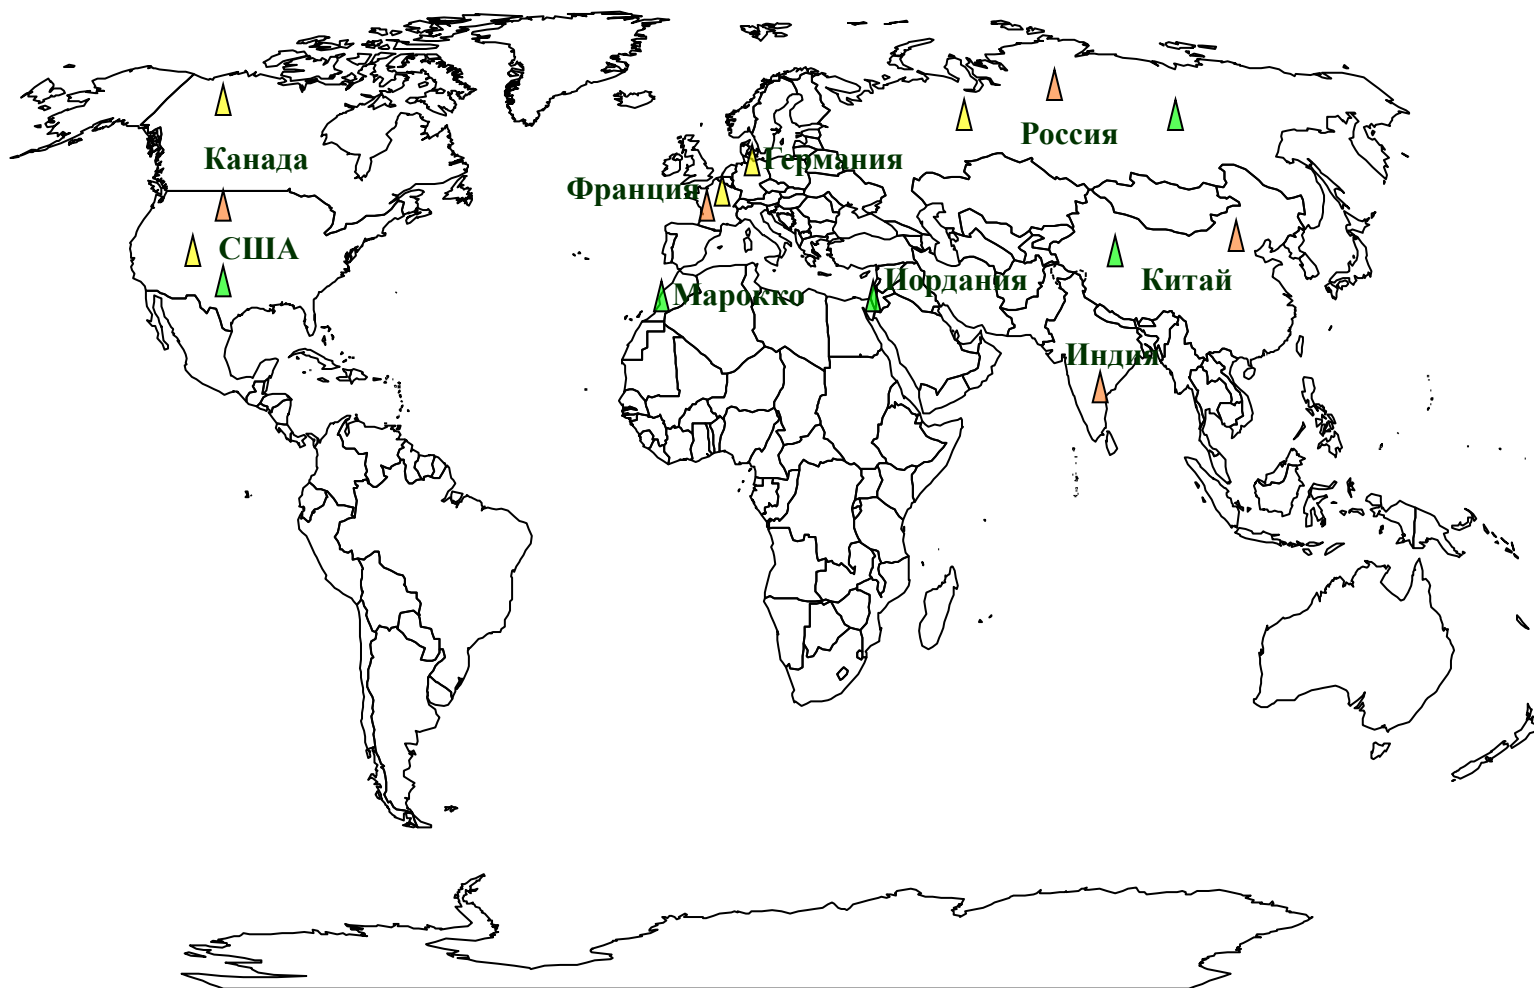 Россия
Канада
Германия
Франция
США
Иордания
Китай
Марокко
Индия